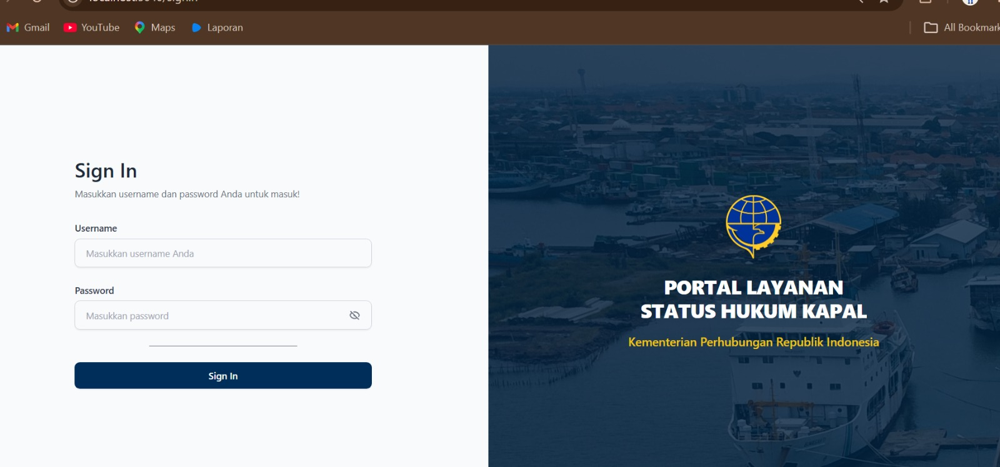 Gmail
YouTube
Maps
Laporan
All Bookmark
Sign In
Masukkan username dan password Anda untuk masuk!
Username
Masukkan username Anda
Password
Masukkan password
Sign In
PORTAL LAYANAN
STATUS HUKUM KAPAL
Kementerian Perhubungan Republik Indonesia